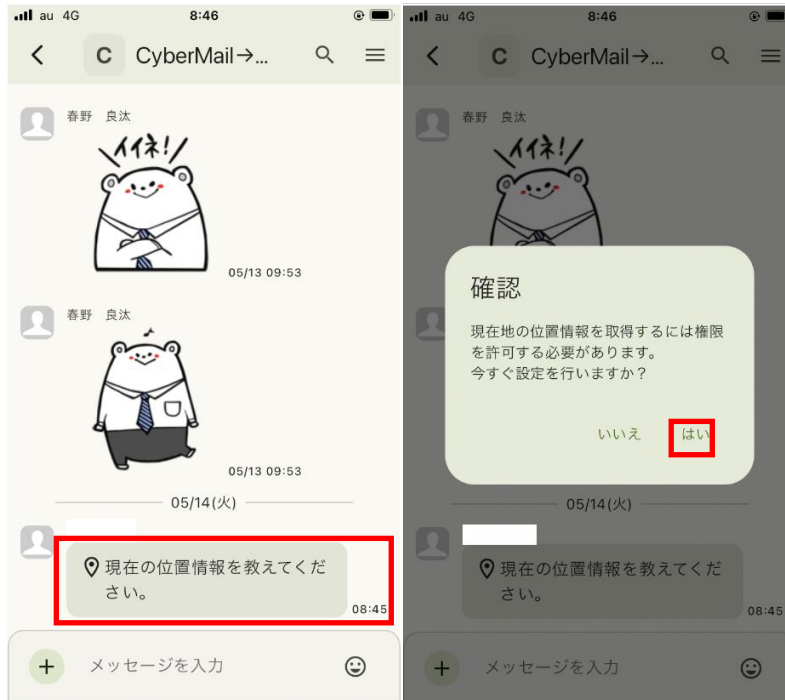 au 4G 8:46
C CyberMail→...
春野 良汰
イイネ!
05/13 09:53
春野 良汰
05/13 09:53
05/14(火)
現在の位置情報を教えてくだ
さい。
08:45
+ メッセージを入力
au 4G 8:46
C CyberMail→...
春野 良汰
イイネ!
確認
現在地の位置情報を取得するには権限
を許可する必要があります。
今すぐ設定を行いますか?
いいえ はい
05/14(火)
現在の位置情報を教えてくだ
さい。
08:45
+ メッセージを入力